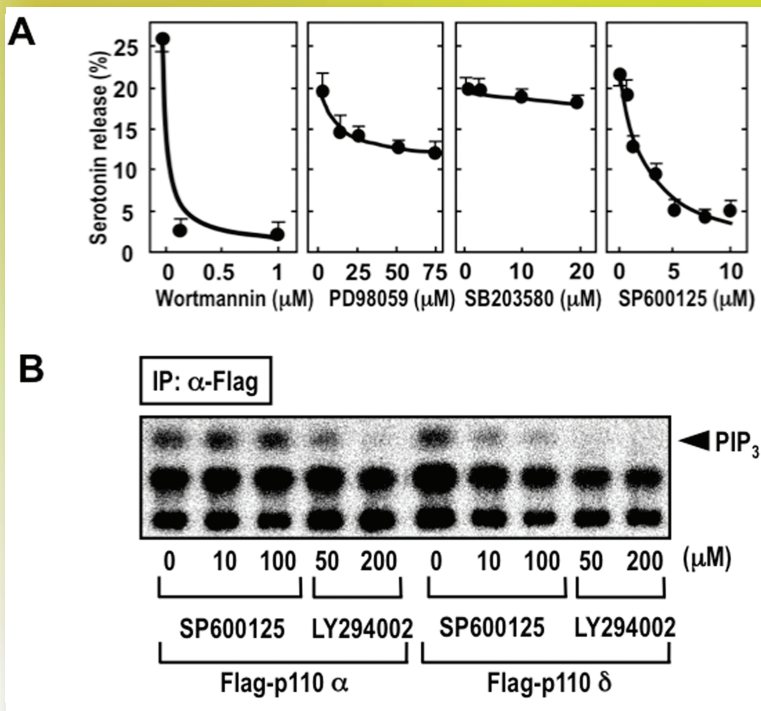 A
Serotonin release (%)
25
20
15
10
5
0
0 0.5 1
Wortmannin (μM)
0 25 50 75
PD98059 (μM)
0 10 20
SB203580 (μM)
0 5 10
SP600125 (μM)
B
IP: α-Flag
PIP₃
0 10 100 50 200 0 10 100 50 200 (μM)
SP600125 LY294002 SP600125 LY294002
Flag-p110 α Flag-p110 δ